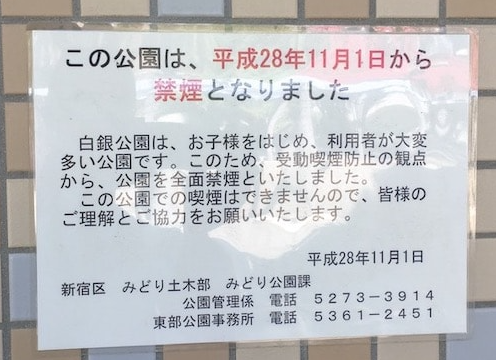 この公園は、平成28年11月1日から
禁煙となりました
白銀公園は、お子様をはじめ、利用者が大変
多い公園です。このため、受動喫煙防止の観点
から、公園を全面禁煙といたしました。
この公園での喫煙はできませんので、皆様の
ご理解とご協力をお願いいたします。
平成28年11月1日
新宿区 みどり土木部 みどり公園課
公園管理係 電話 5273－3914
東部公園事務所 電話 5361－2451